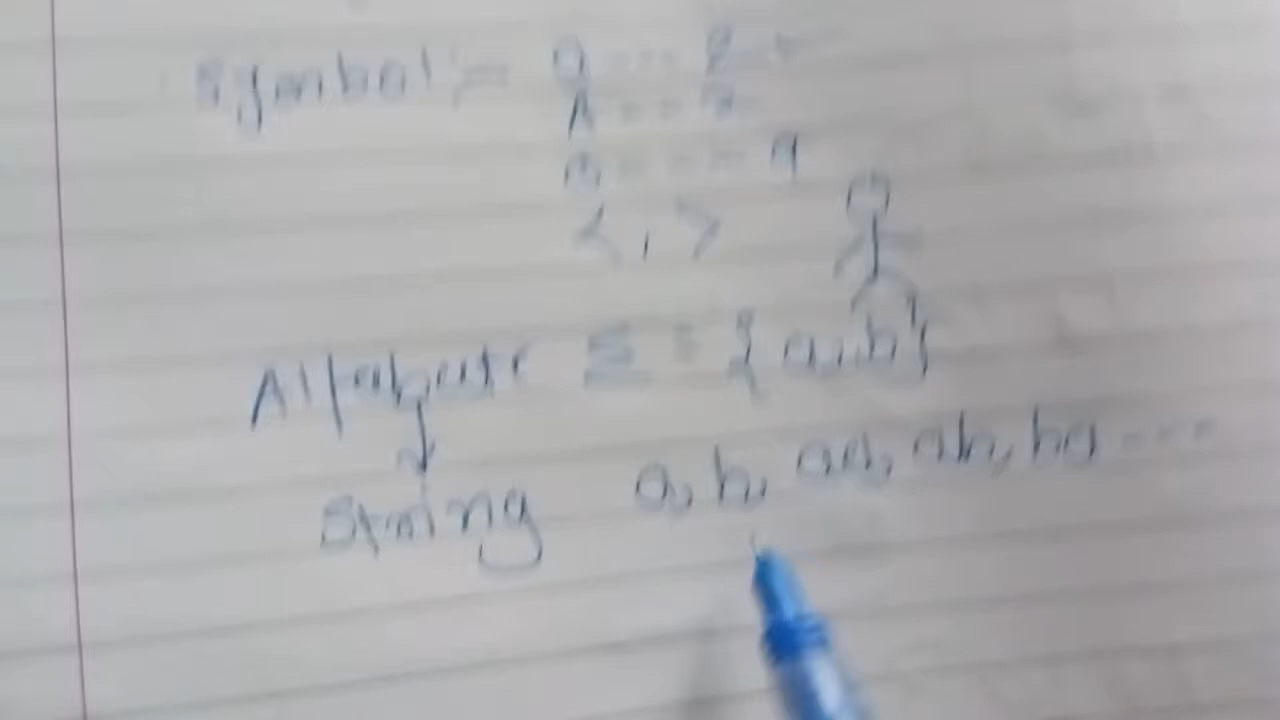 Symbol :- a --- z
A --- Z
0 --- 9
< , >
Alfabate Σ = {a,b}
String a, b, aa, ab, ba ---